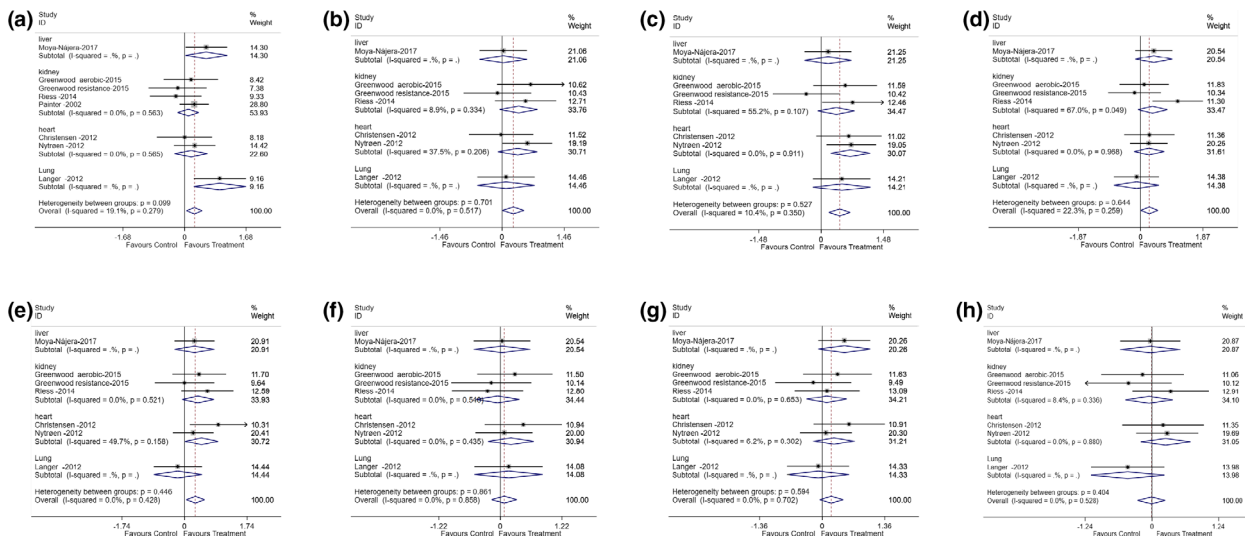 (a)
Study %
ID Weight
liver
Moya-Nájera-2017 14.30
Subtotal (I-squared = .%, p = .) 14.30
kidney
Greenwood aerobic-2015 8.42
Greenwood resistance-2015 7.38
Riess -2014 9.33
Painter -2002 28.80
Subtotal (I-squared = 0.0%, p = 0.563) 53.93
heart
Christensen -2012 8.18
Nytrøen -2012 14.42
Subtotal (I-squared = 0.0%, p = 0.565) 22.60
Lung
Langer -2012 9.16
Subtotal (I-squared = .%, p = .) 9.16
Heterogeneity between groups: p = 0.099
Overall (I-squared = 19.1%, p = 0.279) 100.00
-1.68 0 1.68
Favours Control Favours Treatment
(b)
Study %
ID Weight
liver
Moya-Nájera-2017 21.06
Subtotal (I-squared = .%, p = .) 21.06
kidney
Greenwood aerobic-2015 10.62
Greenwood resistance-2015 10.43
Riess -2014 12.71
Subtotal (I-squared = 8.9%, p = 0.334) 33.76
heart
Christensen -2012 11.52
Nytrøen -2012 19.19
Subtotal (I-squared = 37.5%, p = 0.206) 30.71
Lung
Langer -2012 14.46
Subtotal (I-squared = .%, p = .) 14.46
Heterogeneity between groups: p = 0.701
Overall (I-squared = 0.0%, p = 0.517) 100.00
-1.46 0 1.46
Favours Control Favours Treatment
(c)
Study %
ID Weight
liver
Moya-Nájera-2017 21.25
Subtotal (I-squared = .%, p = .) 21.25
kidney
Greenwood aerobic-2015 11.59
Greenwood resistance-2015 10.42
Riess -2014 12.46
Subtotal (I-squared = 55.2%, p = 0.107) 34.47
heart
Christensen -2012 11.02
Nytrøen -2012 19.05
Subtotal (I-squared = 0.0%, p = 0.911) 30.07
Lung
Langer -2012 14.21
Subtotal (I-squared = .%, p = .) 14.21
Heterogeneity between groups: p = 0.527
Overall (I-squared = 10.4%, p = 0.350) 100.00
-1.48 0 1.48
Favours Control Favours Treatment
(d)
Study %
ID Weight
liver
Moya-Nájera-2017 20.54
Subtotal (I-squared = .%, p = .) 20.54
kidney
Greenwood aerobic-2015 11.83
Greenwood resistance-2015 10.34
Riess -2014 11.30
Subtotal (I-squared = 67.0%, p = 0.049) 33.47
heart
Christensen -2012 11.36
Nytrøen -2012 20.25
Subtotal (I-squared = 0.0%, p = 0.968) 31.61
Lung
Langer -2012 14.38
Subtotal (I-squared = .%, p = .) 14.38
Heterogeneity between groups: p = 0.644
Overall (I-squared = 22.3%, p = 0.259) 100.00
-1.87 0 1.87
Favours Control Favours Treatment
(e)
Study %
ID Weight
liver
Moya-Nájera-2017 20.91
Subtotal (I-squared = .%, p = .) 20.91
kidney
Greenwood aerobic-2015 11.70
Greenwood resistance-2015 9.64
Riess -2014 12.59
Subtotal (I-squared = 0.0%, p = 0.521) 33.93
heart
Christensen -2012 10.31
Nytrøen -2012 20.41
Subtotal (I-squared = 49.7%, p = 0.158) 30.72
Lung
Langer -2012 14.44
Subtotal (I-squared = .%, p = .) 14.44
Heterogeneity between groups: p = 0.446
Overall (I-squared = 0.0%, p = 0.428) 100.00
-1.74 0 1.74
Favours Control Favours Treatment
(f)
Study %
ID Weight
liver
Moya-Nájera-2017 20.54
Subtotal (I-squared = .%, p = .) 20.54
kidney
Greenwood aerobic-2015 11.50
Greenwood resistance-2015 10.14
Riess -2014 12.80
Subtotal (I-squared = 0.0%, p = 34.44
heart
Christensen -2012 10.94
Nytrøen -2012 20.00
Subtotal (I-squared = 0.0%, p = 0.435) 30.94
Lung
Langer -2012 14.08
Subtotal (I-squared = .%, p = .) 14.08
Heterogeneity between groups: p = 0.861
Overall (I-squared = 0.0%, p = 0.858) 100.00
-1.22 0 1.22
Favours Control Favours Treatment
(g)
Study %
ID Weight
liver
Moya-Nájera-2017 20.26
Subtotal (I-squared = .%, p = .) 20.26
kidney
Greenwood aerobic-2015 11.63
Greenwood resistance-2015 9.49
Riess -2014 13.09
Subtotal (I-squared = 0.0%, p = 0.653) 34.21
heart
Christensen -2012 10.91
Nytrøen -2012 20.30
Subtotal (I-squared = 6.2%, p = 0.302) 31.21
Lung
Langer -2012 14.33
Subtotal (I-squared = .%, p = .) 14.33
Heterogeneity between groups: p = 0.594
Overall (I-squared = 0.0%, p = 0.702) 100.00
-1.36 0 1.36
Favours Control Favours Treatment
(h)
Study %
ID Weight
liver
Moya-Nájera-2017 20.87
Subtotal (I-squared = .%, p = .) 20.87
kidney
Greenwood aerobic-2015 11.06
Greenwood resistance-2015 10.12
Riess -2014 12.91
Subtotal (I-squared = 8.4%, p = 0.336) 34.10
heart
Christensen -2012 11.35
Nytrøen -2012 19.69
Subtotal (I-squared = 0.0%, p = 0.880) 31.05
Lung
Langer -2012 13.98
Subtotal (I-squared = .%, p = .) 13.98
Heterogeneity between groups: p = 0.404
Overall (I-squared = 0.0%, p = 0.528) 100.00
-1.24 0 1.24
Favours Control Favours Treatment